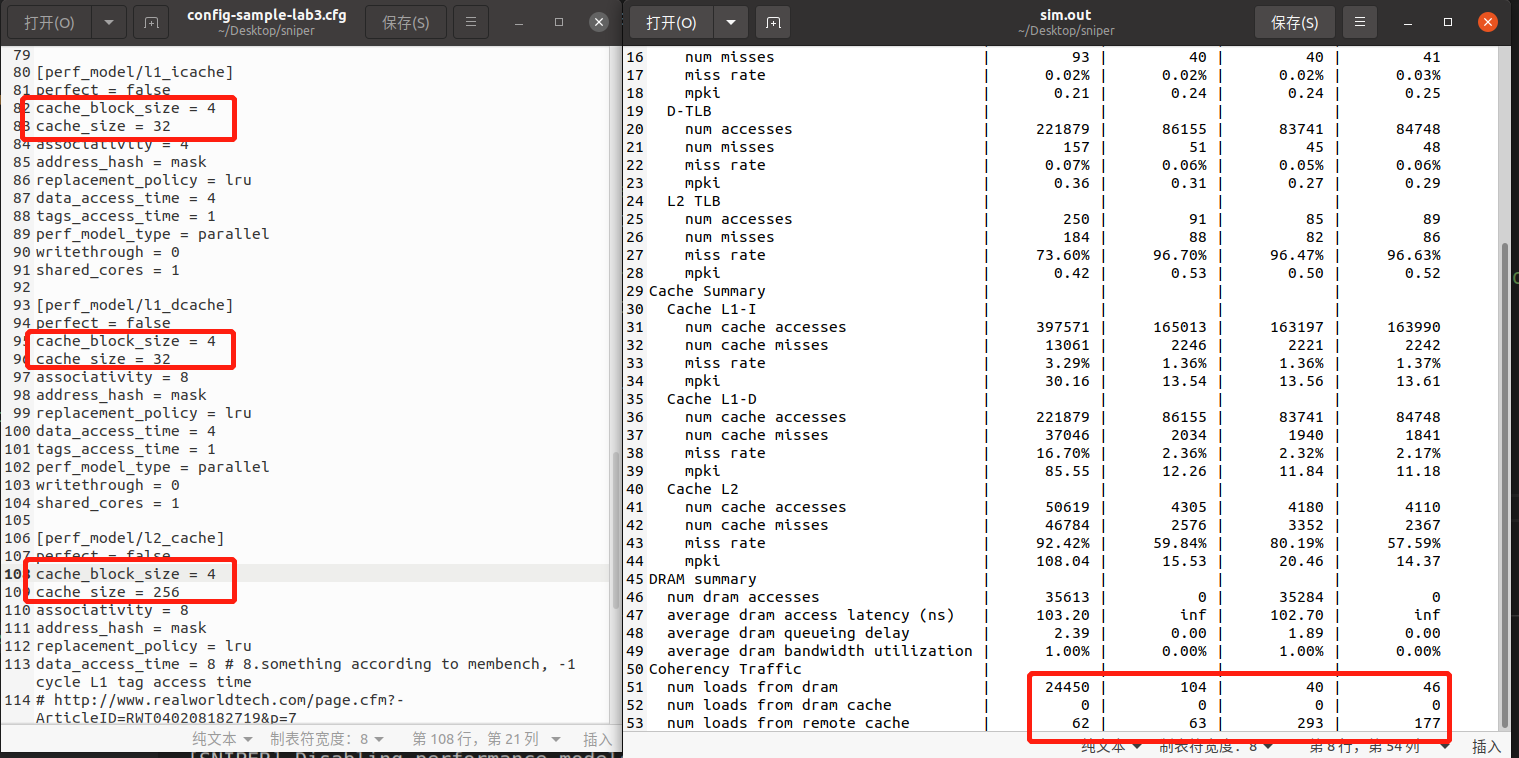 打开(O)
config-sample-lab3.cfg
~/Desktop/sniper
保存(S)
79
80 [perf_model/l1_icache]
81 perfect = false
82 cache_block_size = 4
83 cache_size = 32
84 associativity = 4
85 address_hash = mask
86 replacement_policy = lru
87 data_access_time = 4
88 tags_access_time = 1
89 perf_model_type = parallel
90 writethrough = 0
91 shared_cores = 1
92
93 [perf_model/l1_dcache]
94 perfect = false
95 cache_block_size = 4
96 cache_size = 32
97 associativity = 8
98 address_hash = mask
99 replacement_policy = lru
100 data_access_time = 4
101 tags_access_time = 1
102 perf_model_type = parallel
103 writethrough = 0
104 shared_cores = 1
105
106 [perf_model/l2_cache]
107 perfect = false
108 cache_block_size = 4
109 cache_size = 256
110 associativity = 8
111 address_hash = mask
112 replacement_policy = lru
113 data_access_time = 8 # 8.something according to membench, -1
cycle L1 tag access time
114 # http://www.realworldtech.com/page.cfm?-
ArticleID=RWT040208182719&p=7
纯文本 制表符宽度: 8 第 108 行，第 21 列 插入
打开(O)
sim.out
~/Desktop/sniper
保存(S)
16 num misses | 93 | 40 | 40 | 41
17 miss rate | 0.02% | 0.02% | 0.02% | 0.03%
18 mpki | 0.21 | 0.24 | 0.24 | 0.25
19 D-TLB | | | |
20 num accesses | 221879 | 86155 | 83741 | 84748
21 num misses | 157 | 51 | 45 | 48
22 miss rate | 0.07% | 0.06% | 0.05% | 0.06%
23 mpki | 0.36 | 0.31 | 0.27 | 0.29
24 L2 TLB | | | |
25 num accesses | 250 | 91 | 85 | 89
26 num misses | 184 | 88 | 82 | 86
27 miss rate | 73.60% | 96.70% | 96.47% | 96.63%
28 mpki | 0.42 | 0.53 | 0.50 | 0.52
29 Cache Summary | | | |
30 Cache L1-I | | | |
31 num cache accesses | 397571 | 165013 | 163197 | 163990
32 num cache misses | 13061 | 2246 | 2221 | 2242
33 miss rate | 3.29% | 1.36% | 1.36% | 1.37%
34 mpki | 30.16 | 13.54 | 13.56 | 13.61
35 Cache L1-D | | | |
36 num cache accesses | 221879 | 86155 | 83741 | 84748
37 num cache misses | 37046 | 2034 | 1940 | 1841
38 miss rate | 16.70% | 2.36% | 2.32% | 2.17%
39 mpki | 85.55 | 12.26 | 11.84 | 11.18
40 Cache L2 | | | |
41 num cache accesses | 50619 | 4305 | 4180 | 4110
42 num cache misses | 46784 | 2576 | 3352 | 2367
43 miss rate | 92.42% | 59.84% | 80.19% | 57.59%
44 mpki | 108.04 | 15.53 | 20.46 | 14.37
45 DRAM summary | | | |
46 num dram accesses | 35613 | 0 | 35284 | 0
47 average dram access latency (ns) | 103.20 | inf | 102.70 | inf
48 average dram queueing delay | 2.39 | 0.00 | 1.89 | 0.00
49 average dram bandwidth utilization | 1.00% | 0.00% | 1.00% | 0.00%
50 Coherency Traffic | | | |
51 num loads from dram | 24450 | 104 | 40 | 46
52 num loads from dram cache | 0 | 0 | 0 | 0
53 num loads from remote cache | 62 | 63 | 293 | 177
纯文本 制表符宽度: 8 第 8 行，第 54 列 插入